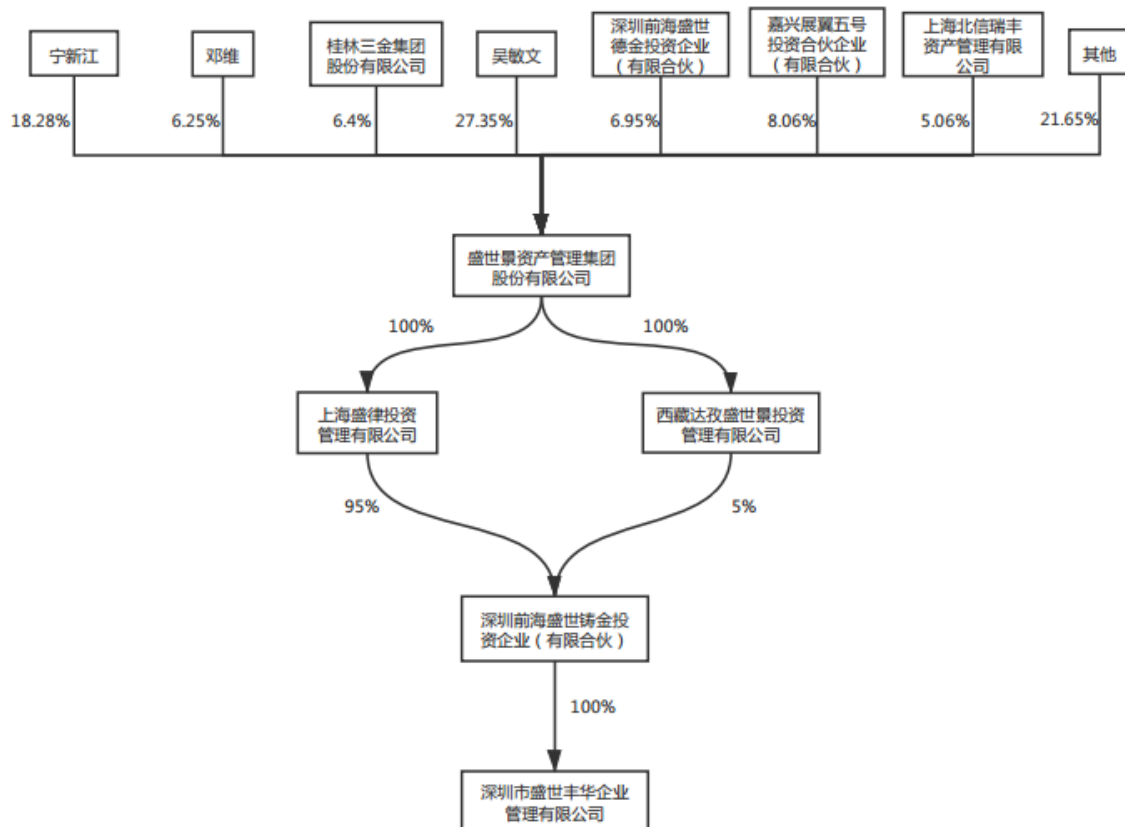 宁新江
邓维
桂林三金集团
股份有限公司
吴敏文
深圳前海盛世
德金投资企业
（有限合伙）
嘉兴展翼五号
投资合伙企业
（有限合伙）
上海北信瑞丰
资产管理有限
公司
其他
18.28%
6.25%
6.4%
27.35%
6.95%
8.06%
5.06%
21.65%
盛世景资产管理集团
股份有限公司
100%
100%
上海盛律投资
管理有限公司
西藏达孜盛世景投资
管理有限公司
95%
5%
深圳前海盛世铸金投
资企业（有限合伙）
100%
深圳市盛世丰华企业
管理有限公司